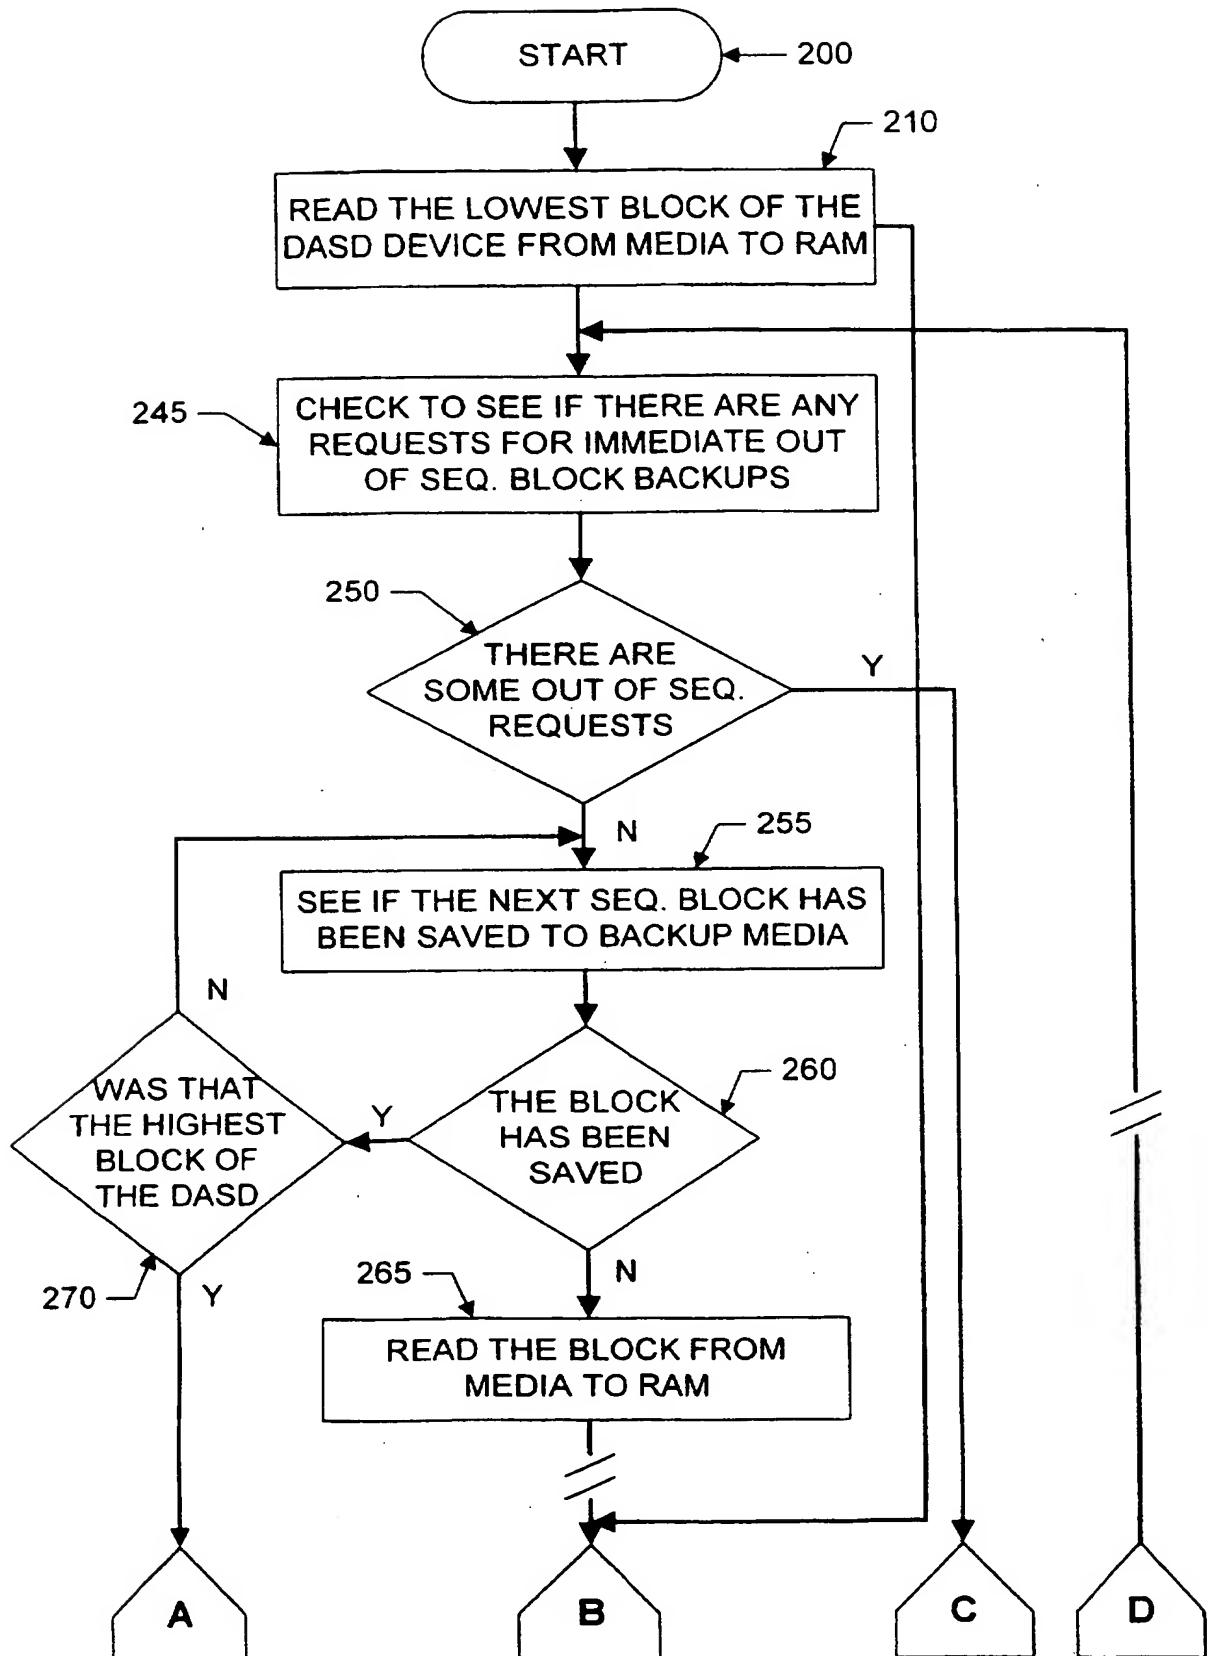 START
200
210
READ THE LOWEST BLOCK OF THE
DASD DEVICE FROM MEDIA TO RAM
245
CHECK TO SEE IF THERE ARE ANY
REQUESTS FOR IMMEDIATE OUT
OF SEQ. BLOCK BACKUPS
250
THERE ARE
SOME OUT OF SEQ.
REQUESTS
Y
N
255
SEE IF THE NEXT SEQ. BLOCK HAS
BEEN SAVED TO BACKUP MEDIA
N
260
THE BLOCK
HAS BEEN
SAVED
Y
WAS THAT
THE HIGHEST
BLOCK OF
THE DASD
270
Y
N
265
READ THE BLOCK FROM
MEDIA TO RAM
A
B
C
D